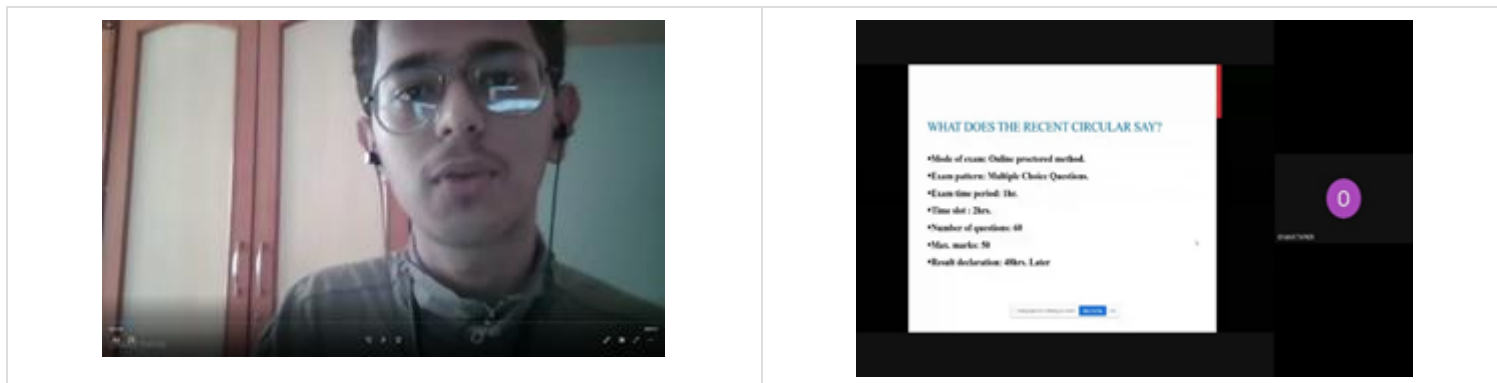 WHAT DOES THE RECENT CIRCULAR SAY?
•Mode of exam: Online proctored method.
•Exam pattern: Multiple Choice Questions.
•Exam time period: 1hr.
•Time slot : 2hrs.
•Number of questions: 60
•Max. marks: 50
•Result declaration: 48hrs. Later
O